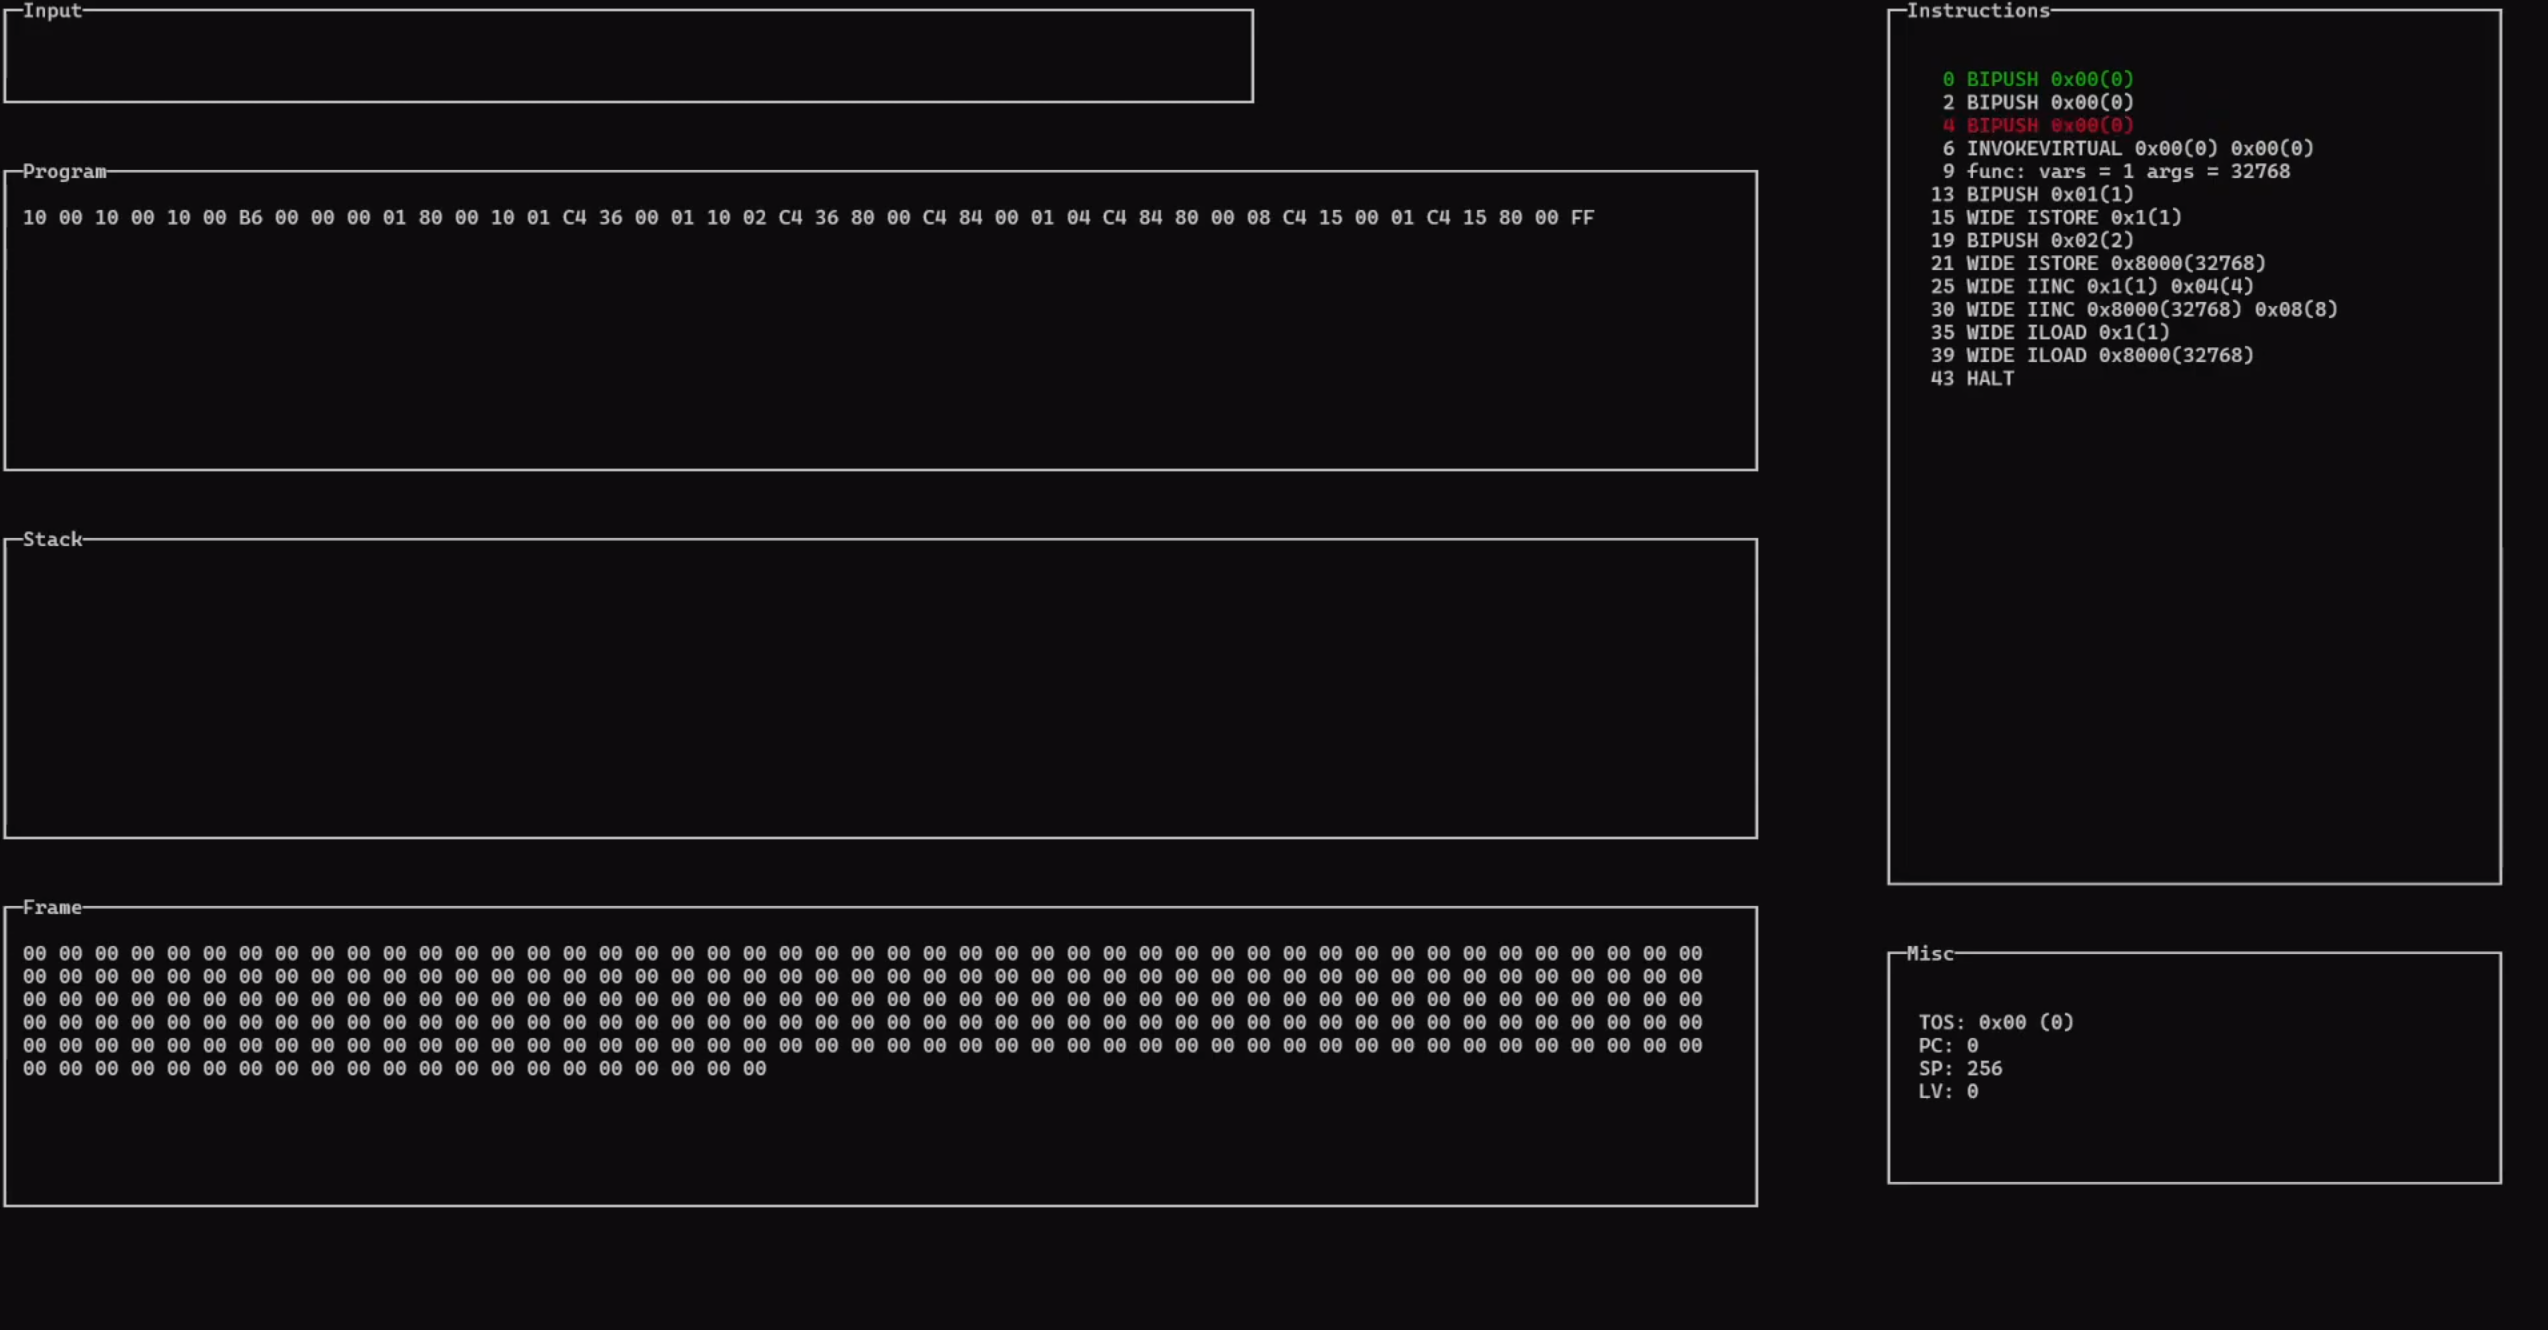 Input
Program
10 00 10 00 10 00 B6 00 00 00 01 80 00 10 01 C4 36 00 01 10 02 C4 36 80 00 C4 84 00 01 04 C4 84 80 00 08 C4 15 00 01 C4 15 80 00 FF
Stack
Frame
00 00 00 00 00 00 00 00 00 00 00 00 00 00 00 00 00 00 00 00 00 00 00 00 00 00 00 00 00 00 00 00 00 00 00 00 00 00 00 00 00 00 00 00 00 00 00
00 00 00 00 00 00 00 00 00 00 00 00 00 00 00 00 00 00 00 00 00 00 00 00 00 00 00 00 00 00 00 00 00 00 00 00 00 00 00 00 00 00 00 00 00 00 00
00 00 00 00 00 00 00 00 00 00 00 00 00 00 00 00 00 00 00 00 00 00 00 00 00 00 00 00 00 00 00 00 00 00 00 00 00 00 00 00 00 00 00 00 00 00 00
00 00 00 00 00 00 00 00 00 00 00 00 00 00 00 00 00 00 00 00 00 00 00 00 00 00 00 00 00 00 00 00 00 00 00 00 00 00 00 00 00 00 00 00 00 00 00
00 00 00 00 00 00 00 00 00 00 00 00 00 00 00 00 00 00 00 00 00 00 00 00 00 00 00 00 00 00 00 00 00 00 00 00 00 00 00 00 00 00 00 00 00 00 00
00 00 00 00 00 00 00 00 00 00 00 00 00 00 00 00 00 00 00 00 00
Instructions
0 BIPUSH 0x00(0)
2 BIPUSH 0x00(0)
4 BIPUSH 0x00(0)
6 INVOKEVIRTUAL 0x00(0) 0x00(0)
9 func: vars = 1 args = 32768
13 BIPUSH 0x01(1)
15 WIDE ISTORE 0x1(1)
19 BIPUSH 0x02(2)
21 WIDE ISTORE 0x8000(32768)
25 WIDE IINC 0x1(1) 0x04(4)
30 WIDE IINC 0x8000(32768) 0x08(8)
35 WIDE ILOAD 0x1(1)
39 WIDE ILOAD 0x8000(32768)
43 HALT
Misc
TOS: 0x00 (0)
PC: 0
SP: 256
LV: 0